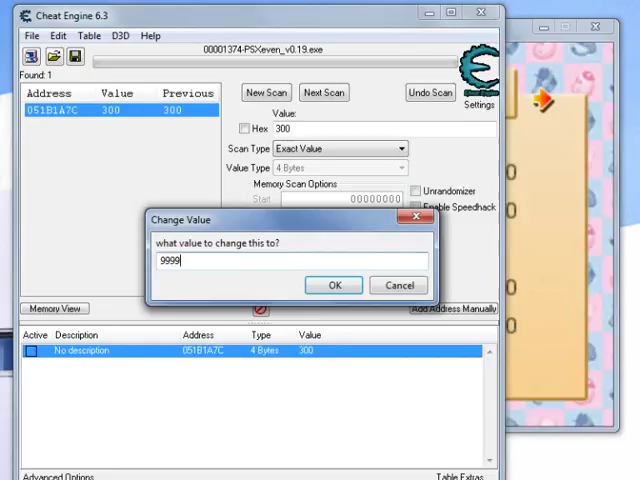 Cheat Engine 6.3
File Edit Table D3D Help
00001374-PSXeven_v0.19.exe
Found: 1
Address Value Previous
051B1A7C 300 300
New Scan Next Scan Undo Scan
Settings
Value:
Hex 300
Scan Type Exact Value
Value Type 4 Bytes
Memory Scan Options
Unrandomizer
Start 00000000
Enable Speedhack
Change Value
what value to change this to?
9999
OK Cancel
Memory View Add Address Manually
Active Description Address Type Value
No description 051B1A7C 4 Bytes 300
Advanced Options Table Extras